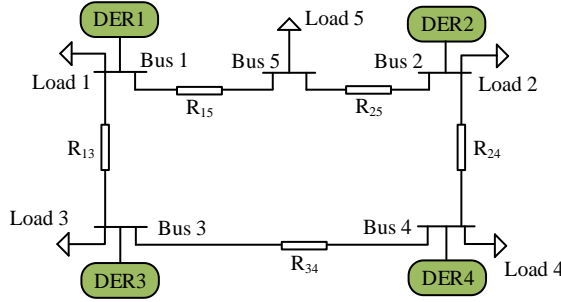 DER1
Load 5
DER2
Load 1
Bus 1
Bus 5
Bus 2
Load 2
R₁₅
R₂₅
R₁₃
R₂₄
Load 3
Bus 3
Bus 4
R₃₄
DER3
DER4
Load 4